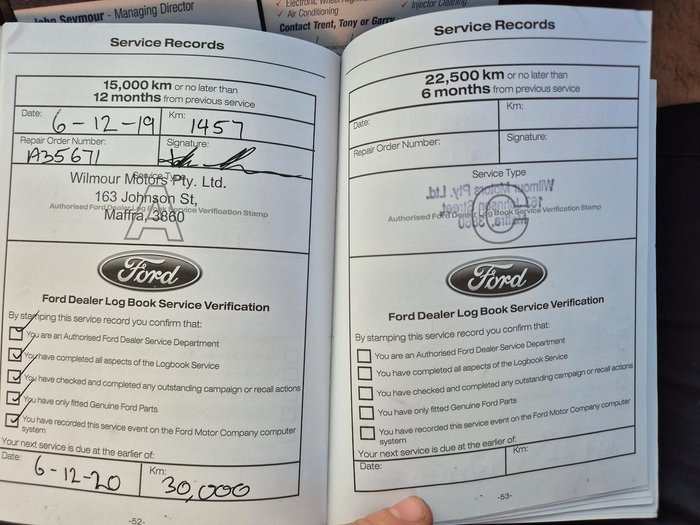 John Seymour - Managing Director
✓ Air Conditioning
✓ Injector Cleaning
Contact Trent, Tony or Garry
Service Records
15,000 km or no later than
12 months from previous service
Date: 6-12-19
Km: 1457
Repair Order Number: A35671
Signature:
Service Type
A
Wilmour Motors Pty. Ltd.
163 Johnson St,
Authorised Ford Dealer Log Book Service Verification Stamp
Maffra, 3860
Ford
Ford Dealer Log Book Service Verification
By stamping this service record you confirm that:
You are an Authorised Ford Dealer Service Department
You have completed all aspects of the Logbook Service
You have checked and completed any outstanding campaign or recall actions
You have only fitted Genuine Ford Parts
You have recorded this service event on the Ford Motor Company computer
system
Your next service is due at the earlier of:
Date: 6-12-20
Km: 30,000
-52-
Service Records
22,500 km or no later than
6 months from previous service
Date:
Km:
Repair Order Number:
Signature:
Service Type
C
Wilmour Motors Pty. Ltd.
163 Johnson Street
Authorised Ford Dealer Log Book Service Verification Stamp
Maffra, 3860
Ford
Ford Dealer Log Book Service Verification
By stamping this service record you confirm that:
You are an Authorised Ford Dealer Service Department
You have completed all aspects of the Logbook Service
You have checked and completed any outstanding campaign or recall actions
You have only fitted Genuine Ford Parts
You have recorded this service event on the Ford Motor Company computer
system
Your next service is due at the earlier of:
Date:
Km:
-53-